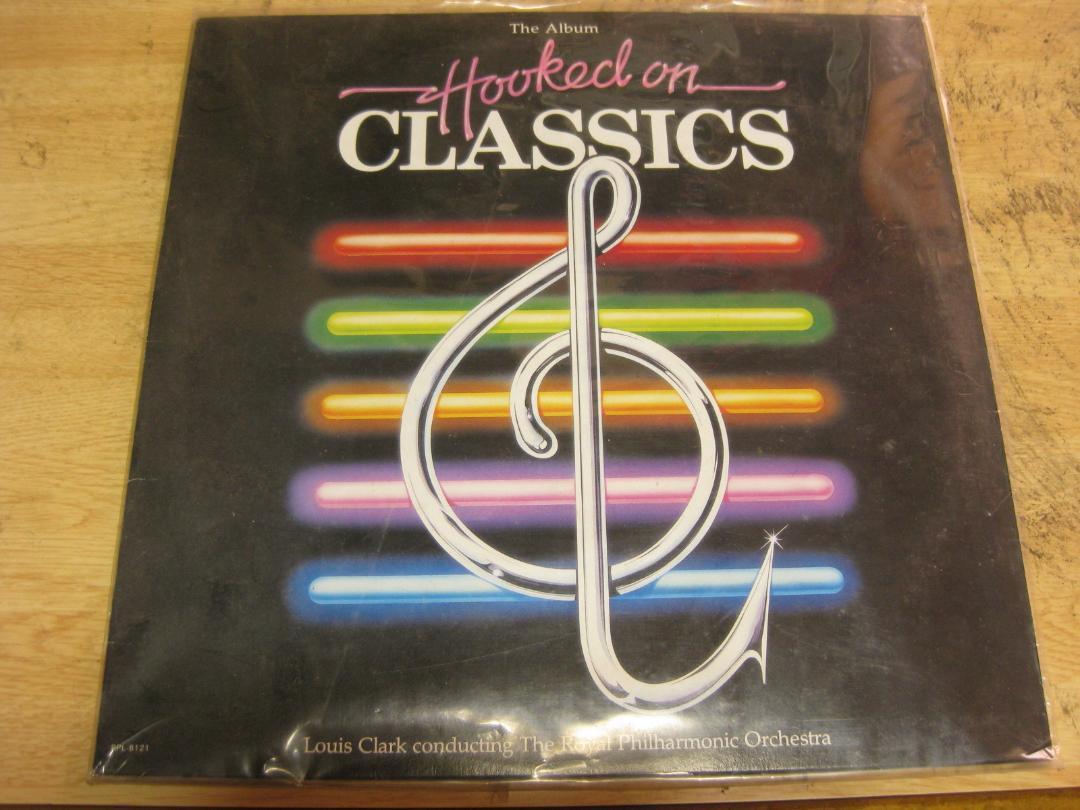 The Album
Hooked on
CLASSICS
Louis Clark conducting The Royal Philharmonic Orchestra